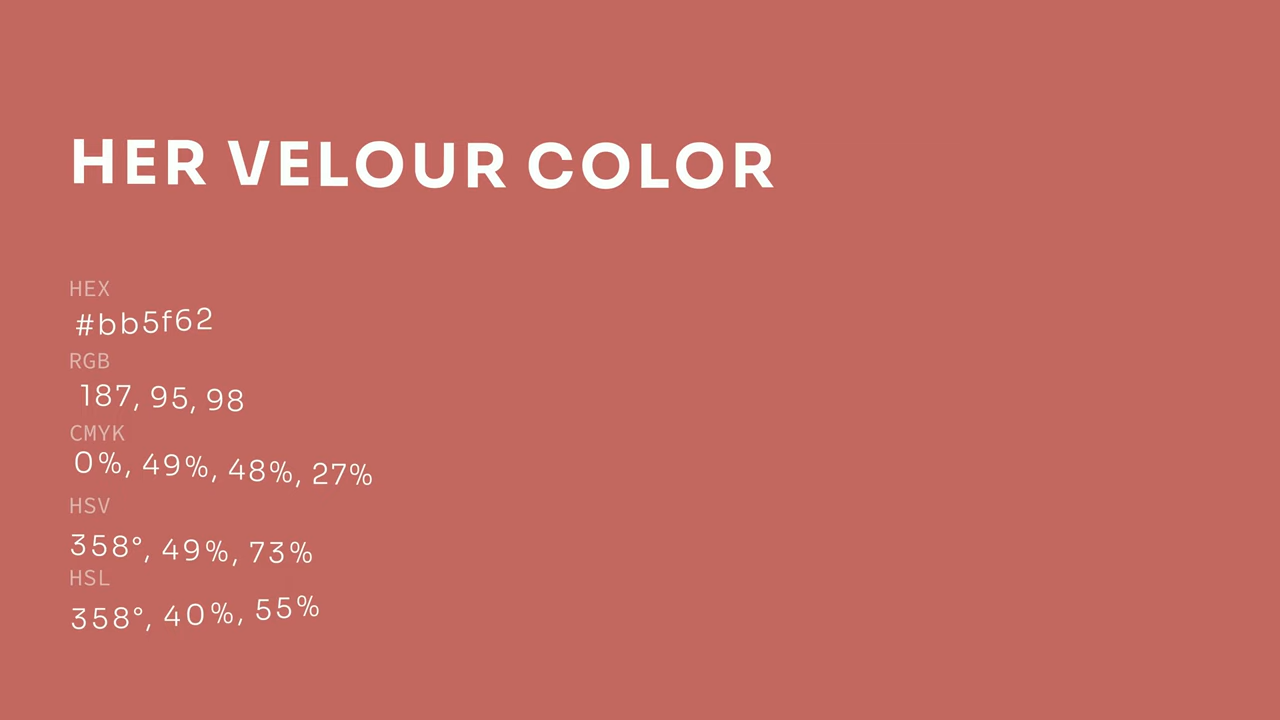 HER VELOUR COLOR
HEX
#bb5f62
RGB
187, 95, 98
CMYK
0%, 49%, 48%, 27%
HSV
358°, 49%, 73%
HSL
358°, 40%, 55%